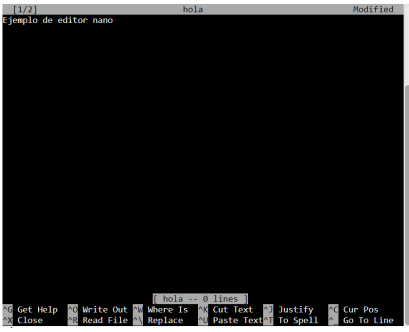 [1/2] hola Modified
Ejemplo de editor nano
[ hola -- 0 lines ]
^G Get Help ^O Write Out ^W Where Is ^K Cut Text ^J Justify ^C Cur Pos
^X Close ^R Read File ^\ Replace ^U Paste Text ^T To Spell ^_ Go To Line